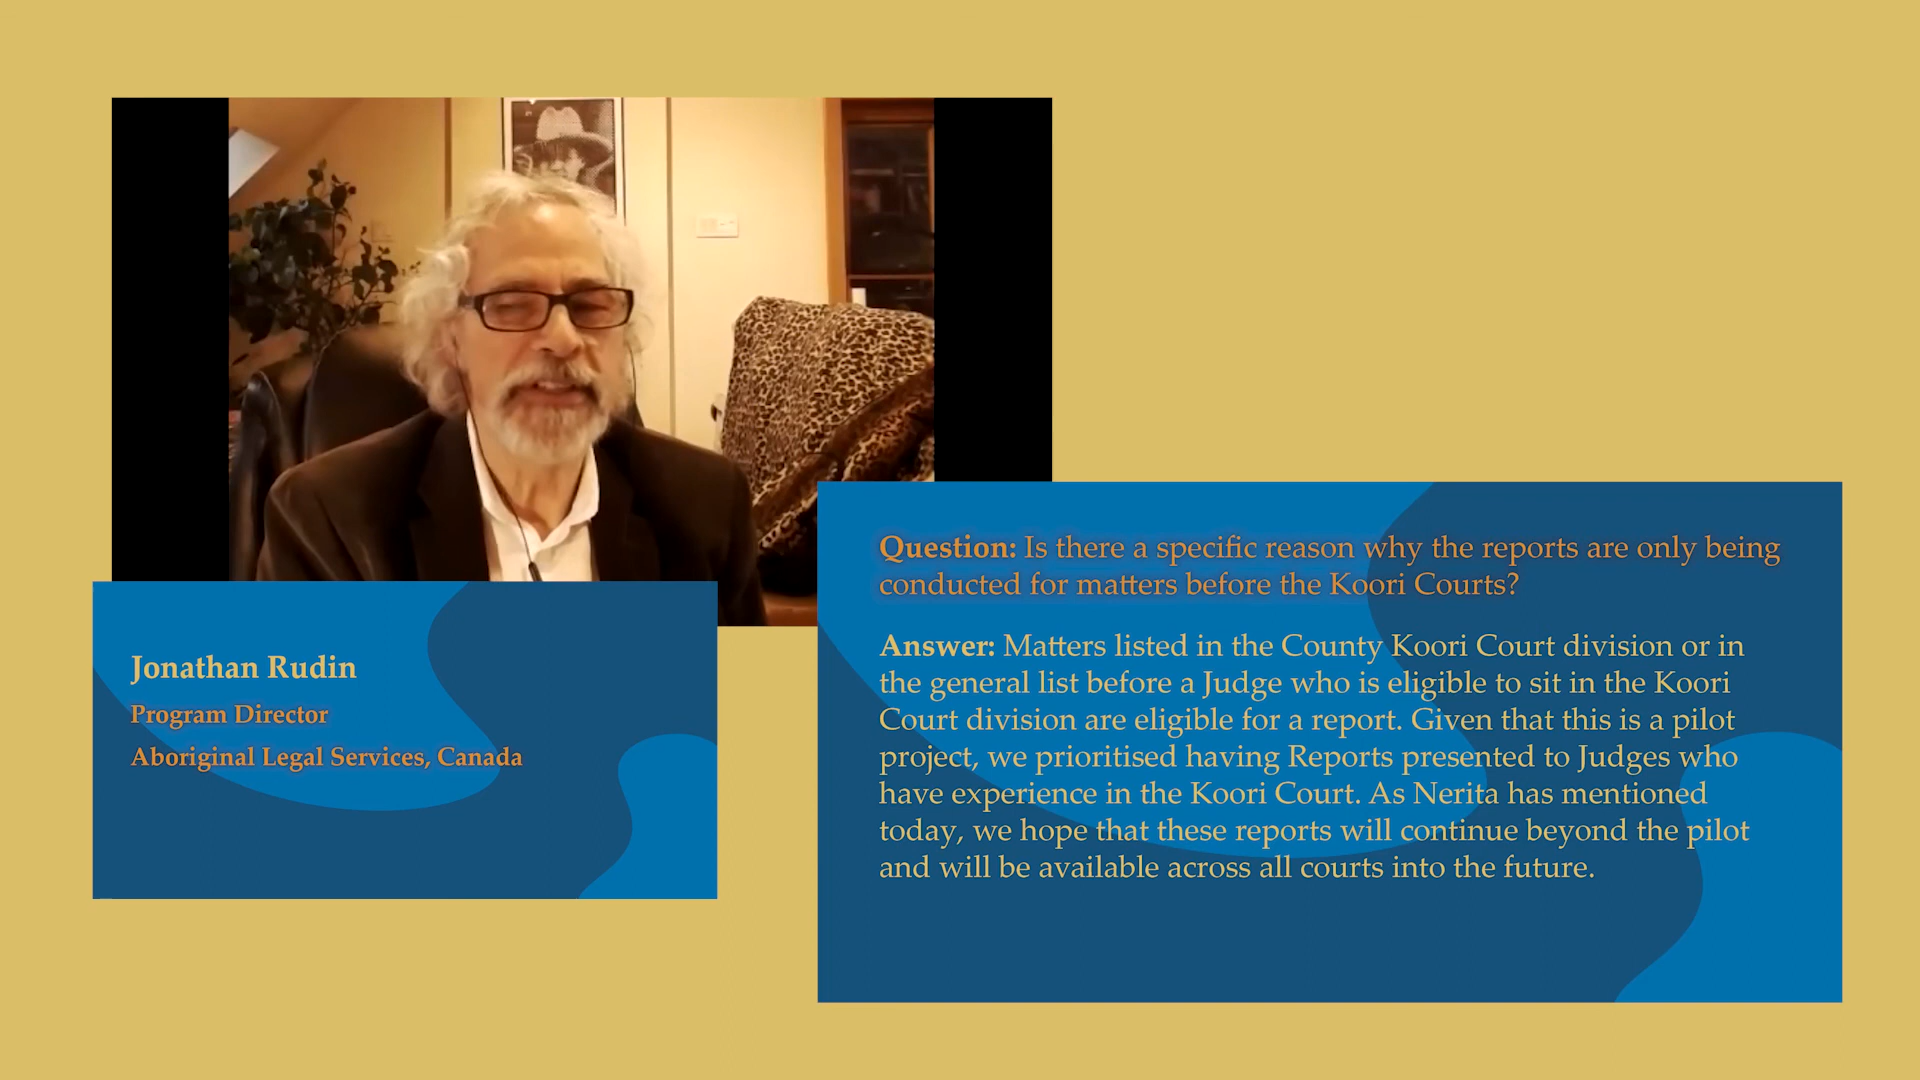 Jonathan Rudin
Program Director
Aboriginal Legal Services, Canada
Question: Is there a specific reason why the reports are only being
conducted for matters before the Koori Courts?
Answer: Matters listed in the County Koori Court division or in
the general list before a Judge who is eligible to sit in the Koori
Court division are eligible for a report. Given that this is a pilot
project, we prioritised having Reports presented to Judges who
have experience in the Koori Court. As Nerita has mentioned
today, we hope that these reports will continue beyond the pilot
and will be available across all courts into the future.